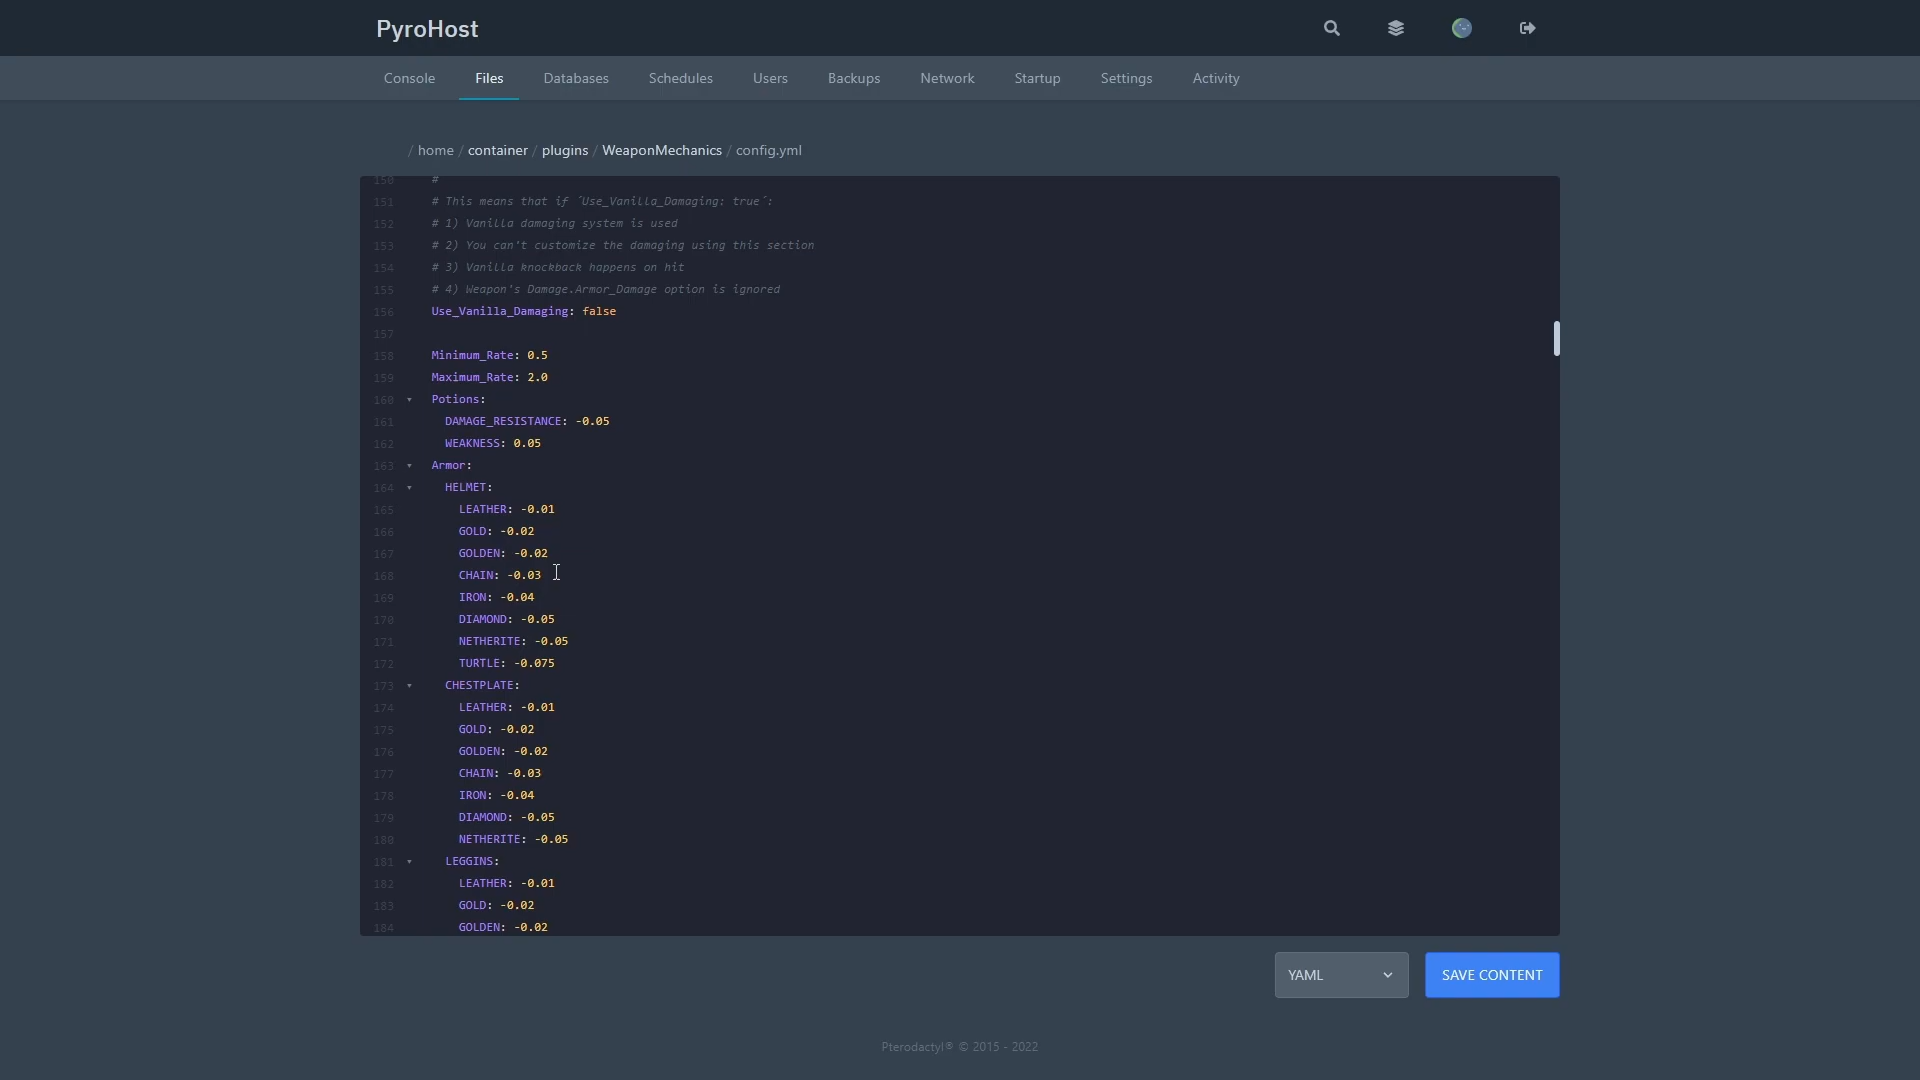 PyroHost
Console Files Databases Schedules Users Backups Network Startup Settings Activity
/ home / container / plugins / WeaponMechanics / config.yml
150 #
151 # This means that if ´Use_Vanilla_Damaging: true´:
152 # 1) Vanilla damaging system is used
153 # 2) You can't customize the damaging using this section
154 # 3) Vanilla knockback happens on hit
155 # 4) Weapon's Damage.Armor_Damage option is ignored
156 Use_Vanilla_Damaging: false
157
158 Minimum_Rate: 0.5
159 Maximum_Rate: 2.0
160 Potions:
161 DAMAGE_RESISTANCE: -0.05
162 WEAKNESS: 0.05
163 Armor:
164 HELMET:
165 LEATHER: -0.01
166 GOLD: -0.02
167 GOLDEN: -0.02
168 CHAIN: -0.03
169 IRON: -0.04
170 DIAMOND: -0.05
171 NETHERITE: -0.05
172 TURTLE: -0.075
173 CHESTPLATE:
174 LEATHER: -0.01
175 GOLD: -0.02
176 GOLDEN: -0.02
177 CHAIN: -0.03
178 IRON: -0.04
179 DIAMOND: -0.05
180 NETHERITE: -0.05
181 LEGGINS:
182 LEATHER: -0.01
183 GOLD: -0.02
184 GOLDEN: -0.02
YAML SAVE CONTENT
Pterodactyl® © 2015 - 2022